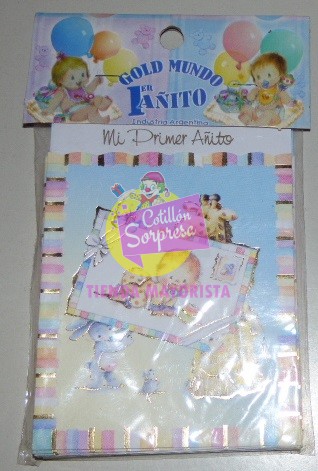 GOLD MUNDO
1ER AÑITO
Industria Argentina
Mi Primer Añito
Cotillón
Sorpresa
TIENDA MAYORISTA